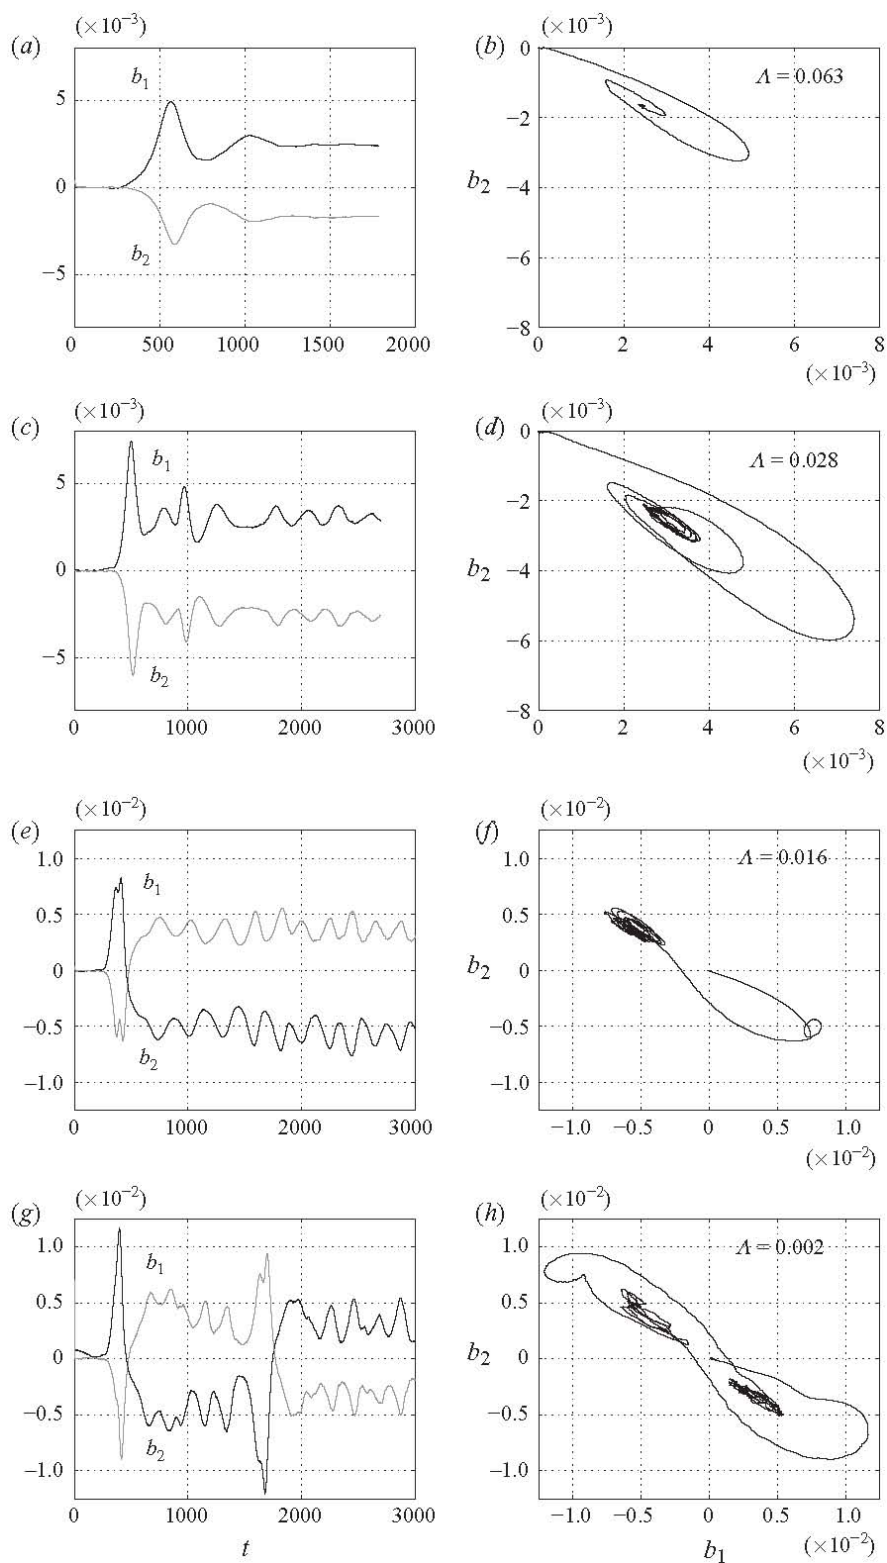 (×10⁻³)
(a)
b₁
5
0
b₂
−5
0 500 1000 1500 2000
(×10⁻³)
(b)
0
Λ = 0.063
−2
b₂ −4
−6
−8
0 2 4 6 8
(×10⁻³)
(×10⁻³)
(c)
b₁
5
0
−5
b₂
0 1000 2000 3000
(×10⁻³)
(d)
0
Λ = 0.028
−2
b₂ −4
−6
−8
0 2 4 6 8
(×10⁻³)
(×10⁻²)
(e)
1.0
b₁
0.5
0
−0.5
b₂
−1.0
0 1000 2000 3000
(×10⁻²)
(f)
1.0
Λ = 0.016
0.5
b₂ 0
−0.5
−1.0
−1.0 −0.5 0 0.5 1.0
(×10⁻²)
(×10⁻²)
(g)
1.0
b₁
0.5
0
−0.5
b₂
−1.0
0 1000 2000 3000
t
(×10⁻²)
(h)
1.0
Λ = 0.002
0.5
b₂ 0
−0.5
−1.0
−1.0 −0.5 0 0.5 1.0
b₁ (×10⁻²)